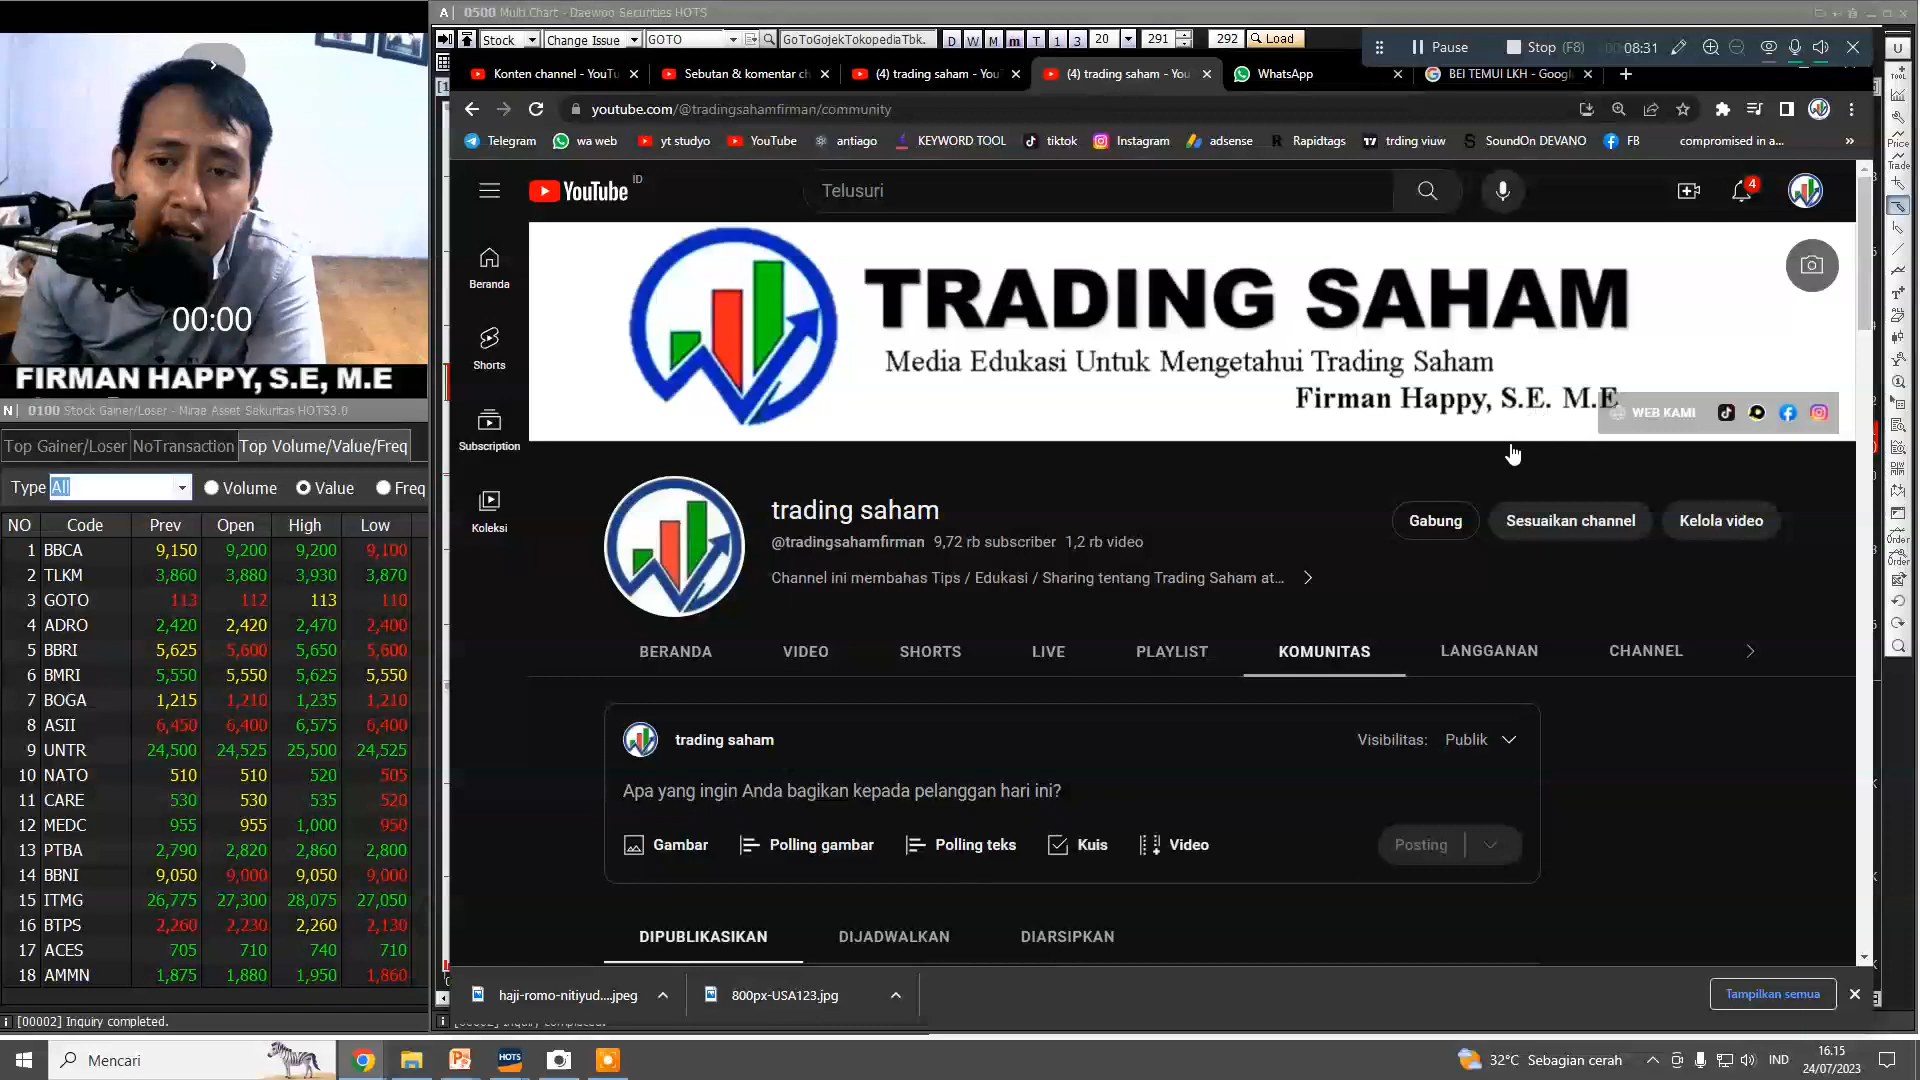 00:00
FIRMAN HAPPY, S.E, M.E
N 0100 Stock Gainer/Loser - Mirae Asset Sekuritas HOTS3.0
Top Gainer/Loser NoTransaction Top Volume/Value/Freq
Type All Volume Value Freq
NO Code Prev Open High Low
1 BBCA 9,150 9,200 9,200 9,100
2 TLKM 3,860 3,880 3,930 3,870
3 GOTO 113 112 113 110
4 ADRO 2,420 2,420 2,470 2,400
5 BBRI 5,625 5,600 5,650 5,600
6 BMRI 5,550 5,550 5,625 5,550
7 BOGA 1,215 1,210 1,235 1,210
8 ASII 6,450 6,400 6,575 6,400
9 UNTR 24,500 24,525 25,500 24,525
10 NATO 510 510 520 505
11 CARE 530 530 535 520
12 MEDC 955 955 1,000 950
13 PTBA 2,790 2,820 2,860 2,800
14 BBNI 9,050 9,000 9,050 9,000
15 ITMG 26,775 27,300 28,075 27,050
16 BTPS 2,260 2,230 2,260 2,130
17 ACES 705 710 740 710
18 AMMN 1,875 1,880 1,950 1,860
[00002] Inquiry completed.
A 0500 Multi Chart - Daewoo Securities HOTS
Stock Change Issue GOTO GoToGojekTokopediaTbk. D W M m T 1 3 20 291 292 Load
Pause Stop (F8) 00:08:31
Konten channel - YouTu Sebutan & komentar ch (4) trading saham - You (4) trading saham - You WhatsApp BEI TEMUI LKH - Google
youtube.com/@tradingsahamfirman/community
Telegram wa web yt studyo YouTube antiago KEYWORD TOOL tiktok Instagram adsense Rapidtags trding viuw SoundOn DEVANO FB compromised in a...
YouTube ID Telusuri 4
Beranda
Shorts
Subscription
Koleksi
TRADING SAHAM
Media Edukasi Untuk Mengetahui Trading Saham
Firman Happy, S.E. M.E
WEB KAMI
trading saham
@tradingsahamfirman 9,72 rb subscriber 1,2 rb video
Channel ini membahas Tips / Edukasi / Sharing tentang Trading Saham at...
Gabung Sesuaikan channel Kelola video
BERANDA VIDEO SHORTS LIVE PLAYLIST KOMUNITAS LANGGANAN CHANNEL
trading saham Visibilitas: Publik
Apa yang ingin Anda bagikan kepada pelanggan hari ini?
Gambar Polling gambar Polling teks Kuis Video Posting
DIPUBLIKASIKAN DIJADWALKAN DIARSIPKAN
haji-romo-nitiyud....jpeg 800px-USA123.jpg Tampilkan semua
U
TOOL
Price
Trade
Order
Order
Mencari
HOTS
32°C Sebagian cerah IND
16.15
24/07/2023